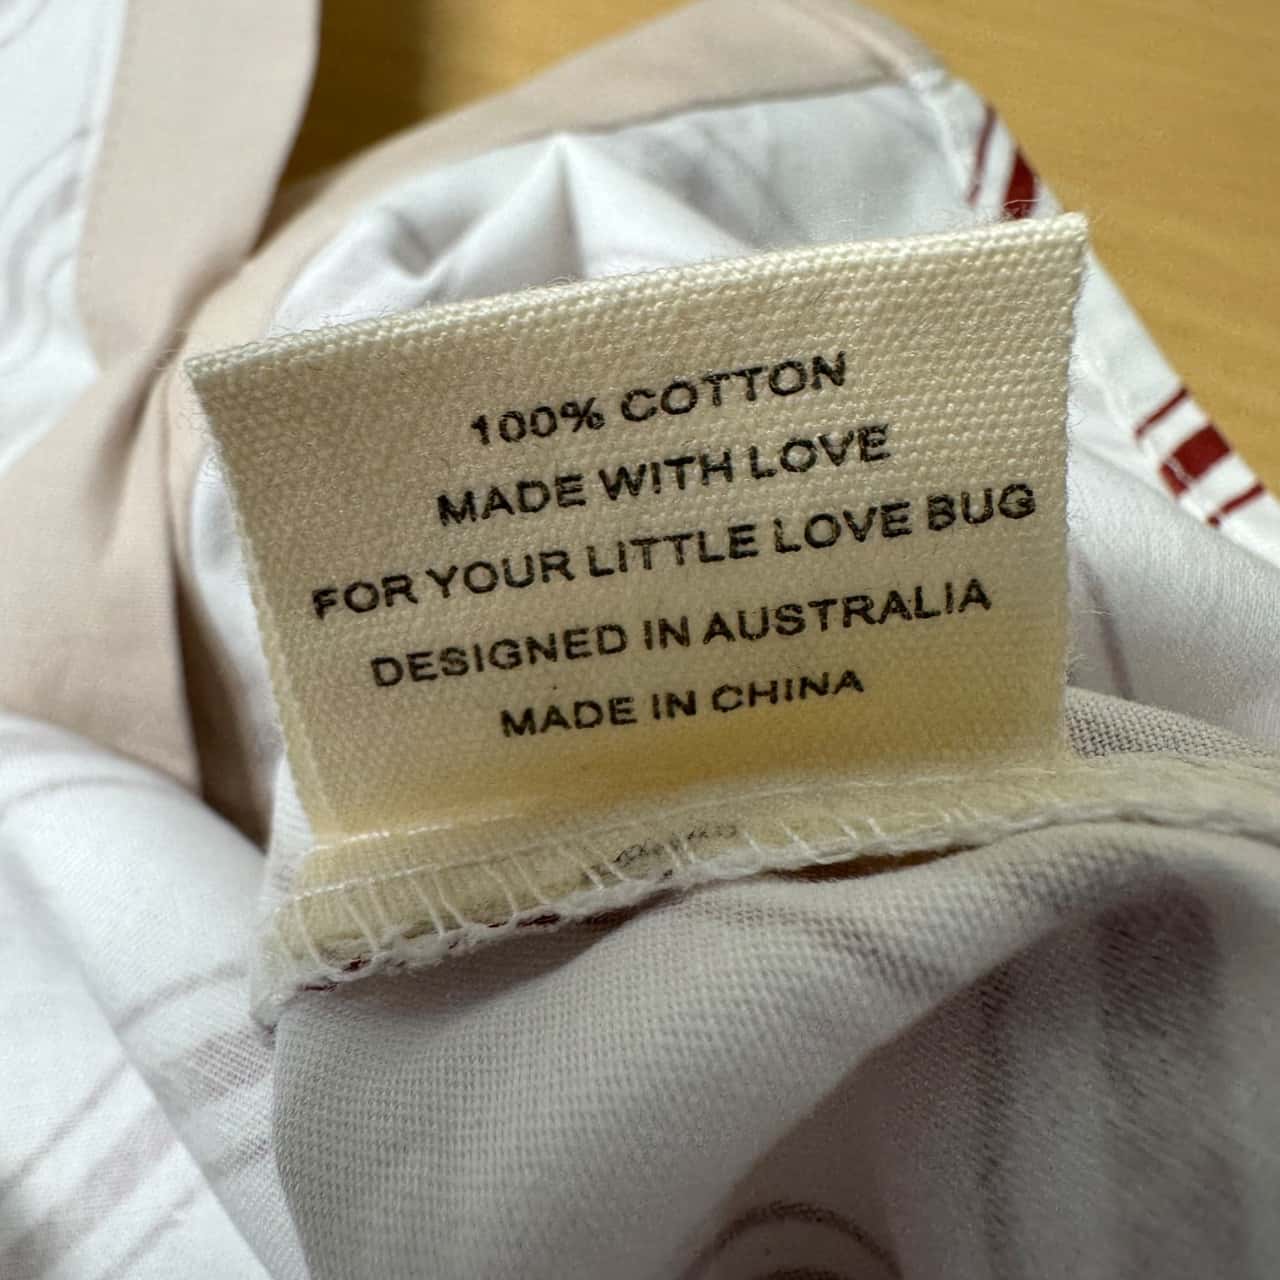 100% COTTON
MADE WITH LOVE
FOR YOUR LITTLE LOVE BUG
DESIGNED IN AUSTRALIA
MADE IN CHINA